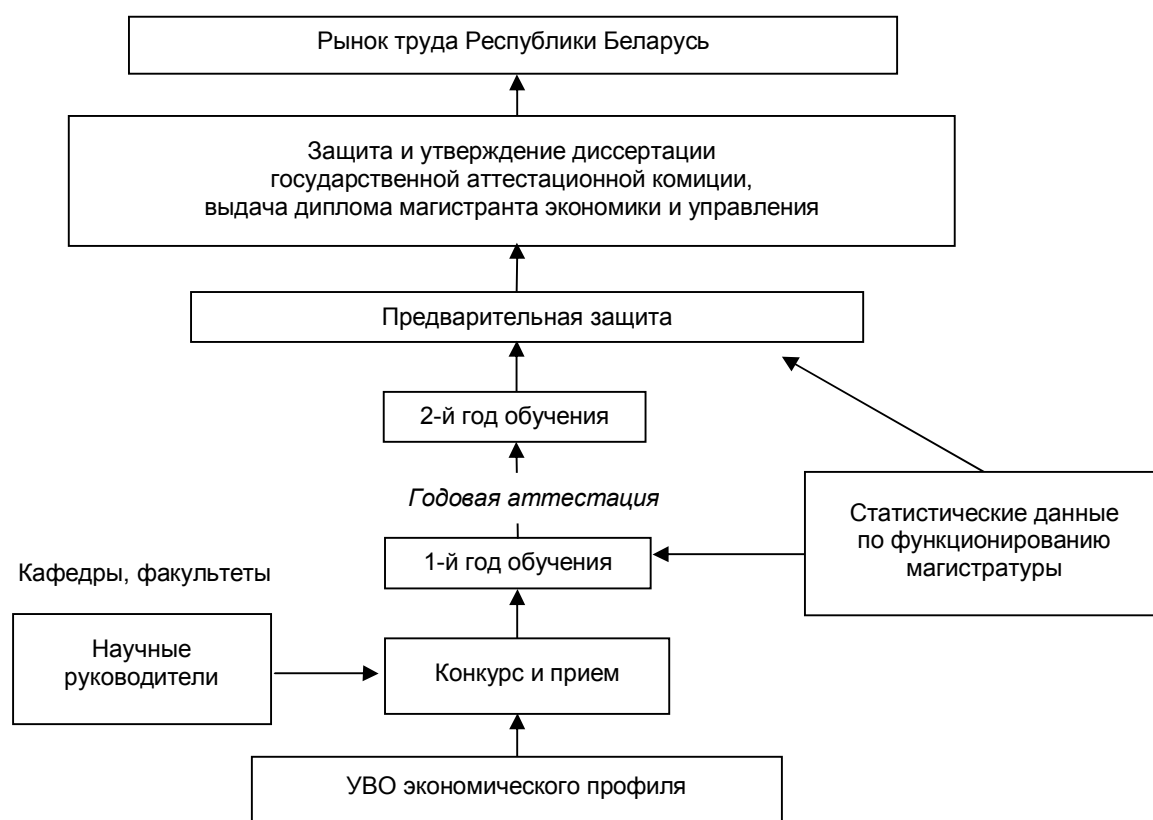 Рынок труда Республики Беларусь
Защита и утверждение диссертации
государственной аттестационной комиции,
выдача диплома магистранта экономики и управления
Предварительная защита
2-й год обучения
Годовая аттестация
Статистические данные
по функционированию
магистратуры
1-й год обучения
Кафедры, факультеты
Научные
руководители
Конкурс и прием
УВО экономического профиля